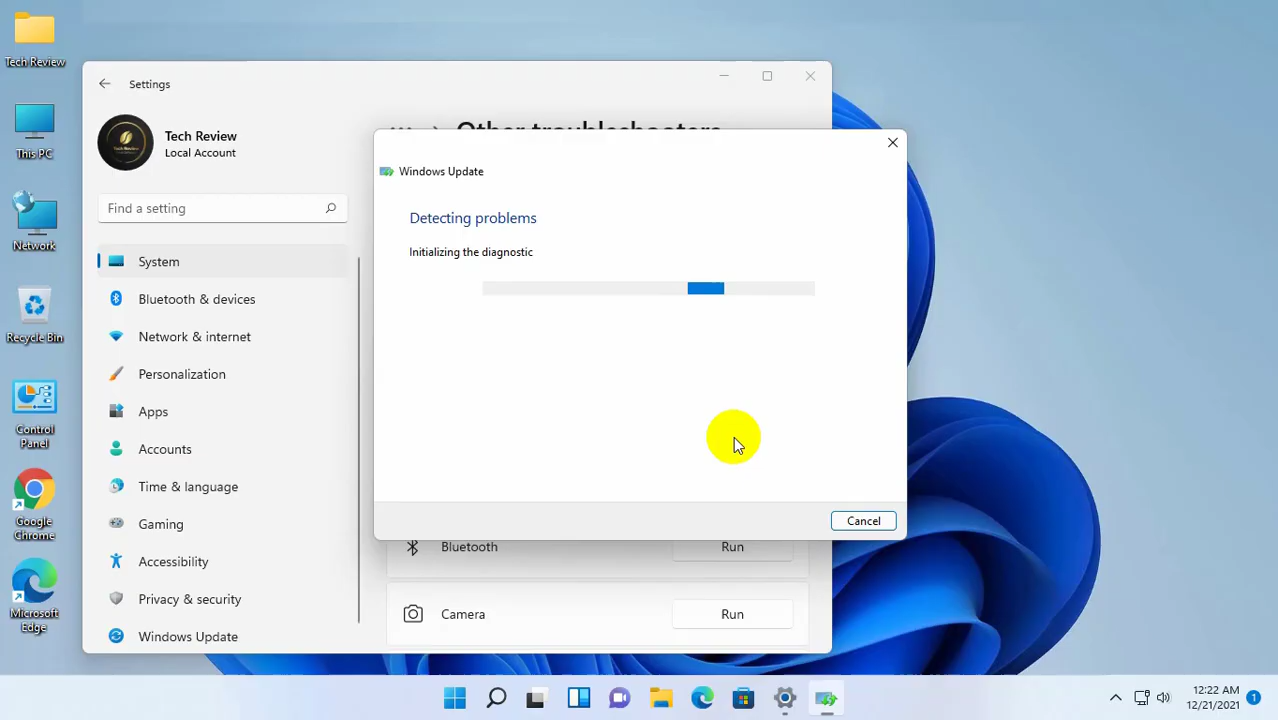 Tech Review
This PC
Network
Recycle Bin
Control
Panel
Google
Chrome
Microsoft
Edge
Settings
Tech Review
Local Account
Find a setting
System
Bluetooth & devices
Network & internet
Personalization
Apps
Accounts
Time & language
Gaming
Accessibility
Privacy & security
Windows Update
Other troubleshooters
Windows Update
Detecting problems
Initializing the diagnostic
Cancel
Bluetooth Run
Camera Run
12:22 AM
12/21/2021
1